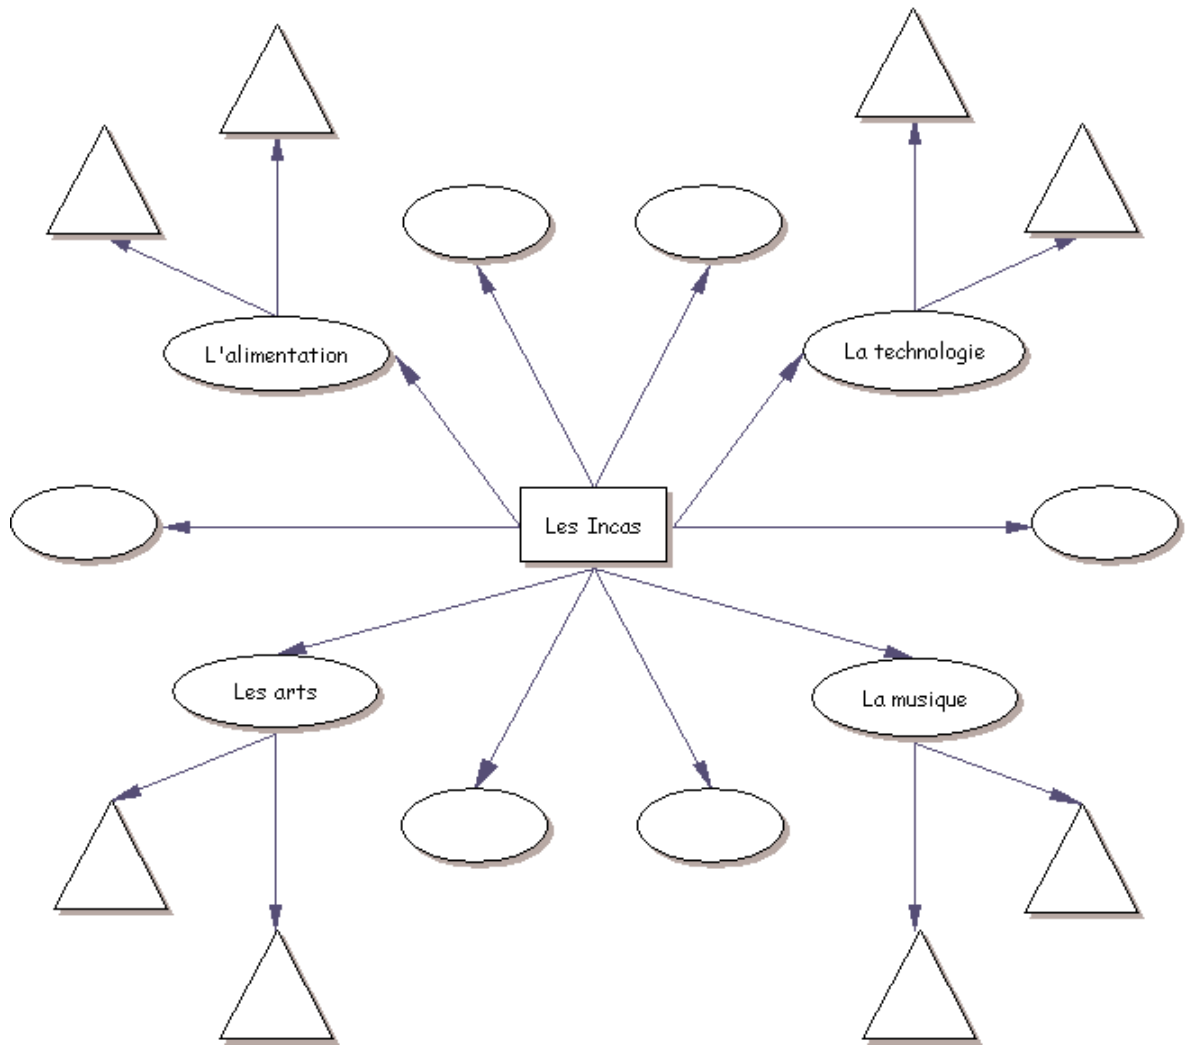 L'alimentation
La technologie
Les Incas
Les arts
La musique